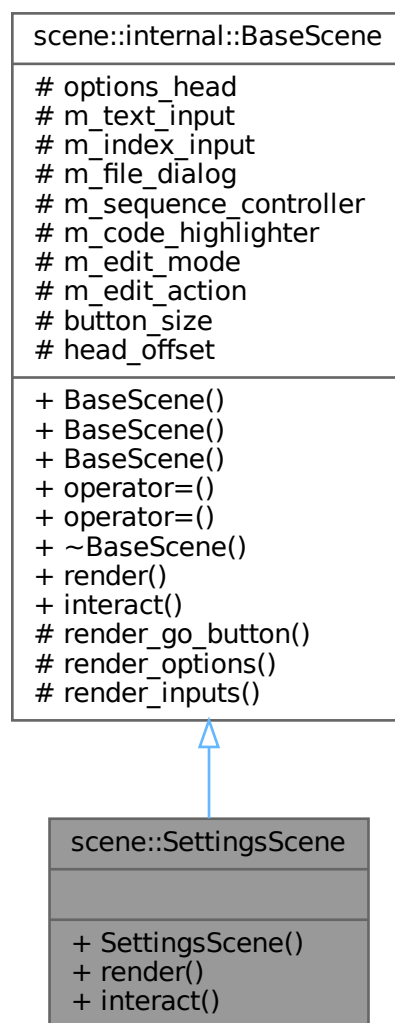 scene::internal::BaseScene
# options_head
# m_text_input
# m_index_input
# m_file_dialog
# m_sequence_controller
# m_code_highlighter
# m_edit_mode
# m_edit_action
# button_size
# head_offset
+ BaseScene()
+ BaseScene()
+ BaseScene()
+ operator=()
+ operator=()
+ ~BaseScene()
+ render()
+ interact()
# render_go_button()
# render_options()
# render_inputs()
scene::SettingsScene
+ SettingsScene()
+ render()
+ interact()